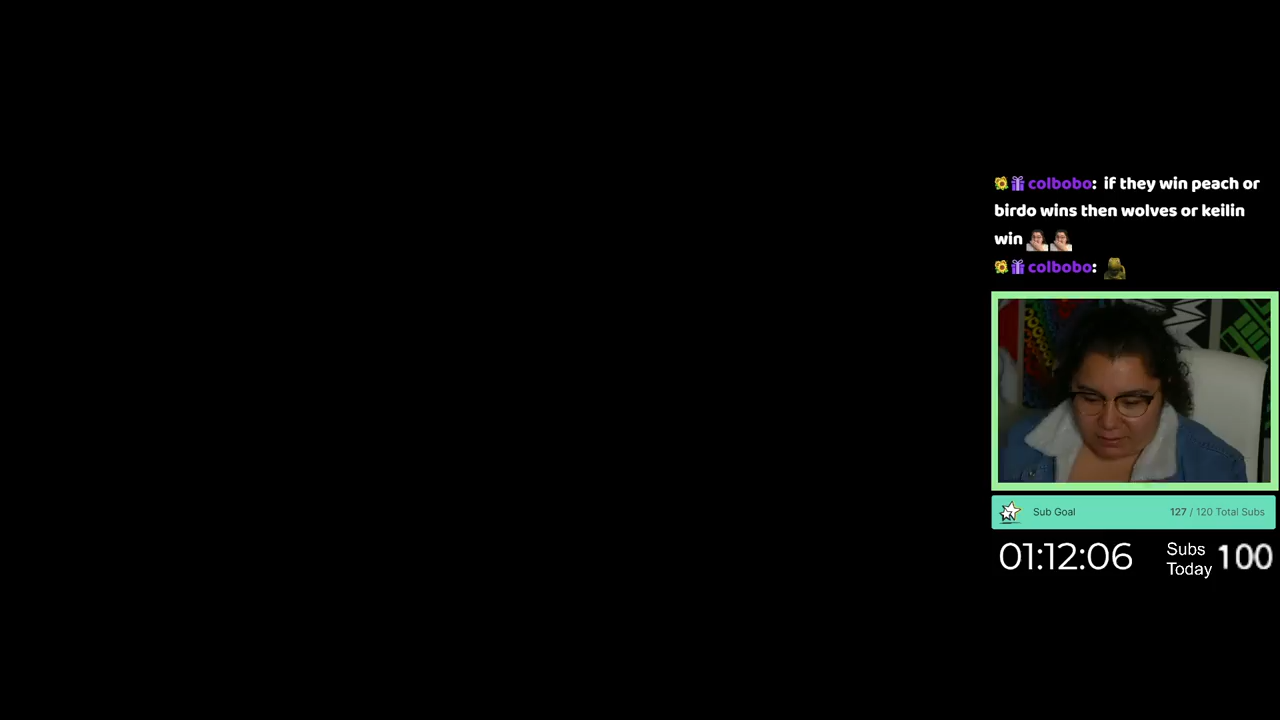 colbobo: if they win peach or
birdo wins then wolves or keilin
win
colbobo:
Sub Goal
127 / 120 Total Subs
01:12:06
Subs
Today
100